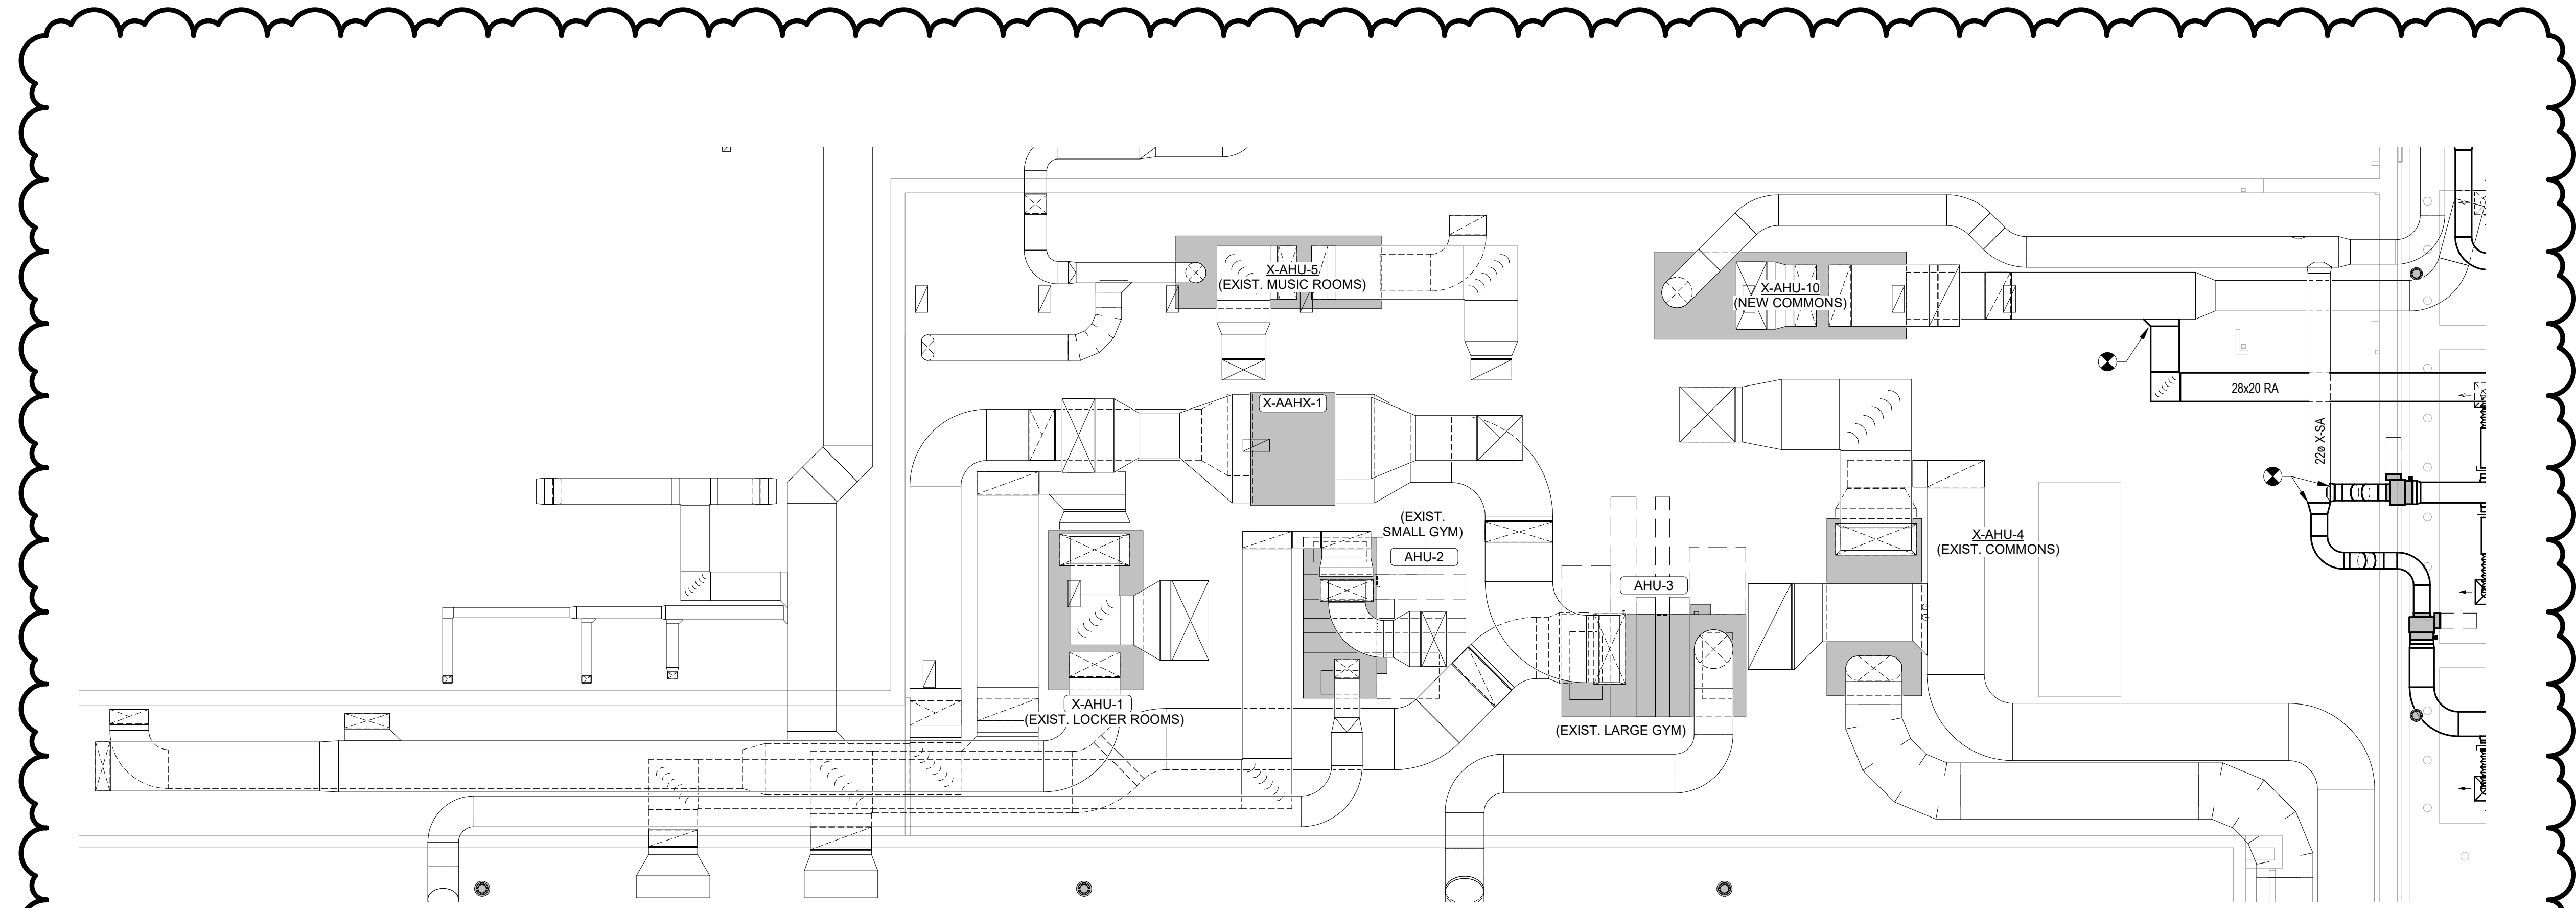 X-AHU-5
(EXIST. MUSIC ROOMS)
X-AHU-10
(NEW COMMONS)
28x20 RA
22ø X-SA
X-AAHX-1
(EXIST.
SMALL GYM)
AHU-2
AHU-3
X-AHU-4
(EXIST. COMMONS)
X-AHU-1
(EXIST. LOCKER ROOMS)
(EXIST. LARGE GYM)